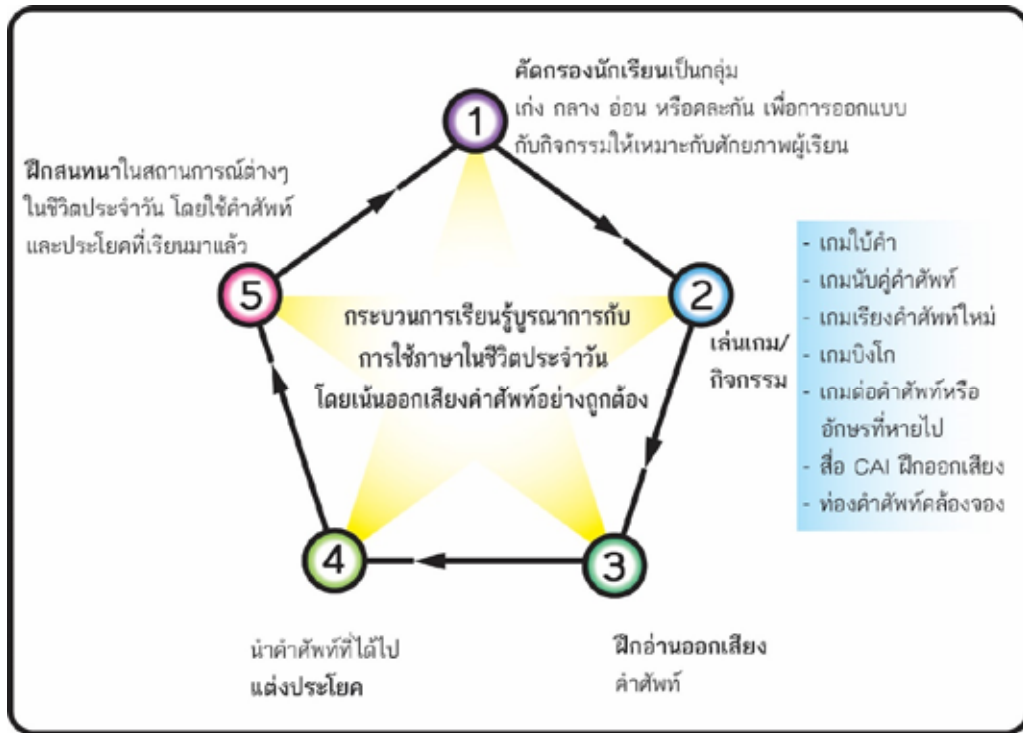 1
คัดกรองนักเรียนเป็นกลุ่ม
เก่ง กลาง อ่อน หรือคละกัน เพื่อการออกแบบ
กับกิจกรรมให้เหมาะกับศักยภาพผู้เรียน
2
เล่นเกม/
กิจกรรม
- เกมใบ้คำ
- เกมนับคู่คำศัพท์
- เกมเรียงคำศัพท์ใหม่
- เกมบิงโก
- เกมต่อคำศัพท์หรือ
อักษรที่หายไป
- สื่อ CAI ฝึกออกเสียง
- ท่องคำศัพท์คล้องจอง
3
ฝึกอ่านออกเสียง
คำศัพท์
4
นำคำศัพท์ที่ได้ไป
แต่งประโยค
5
ฝึกสนทนาในสถานการณ์ต่างๆ
ในชีวิตประจำวัน โดยใช้คำศัพท์
และประโยคที่เรียนมาแล้ว
กระบวนการเรียนรู้บูรณาการกับ
การใช้ภาษาในชีวิตประจำวัน
โดยเน้นออกเสียงคำศัพท์อย่างถูกต้อง